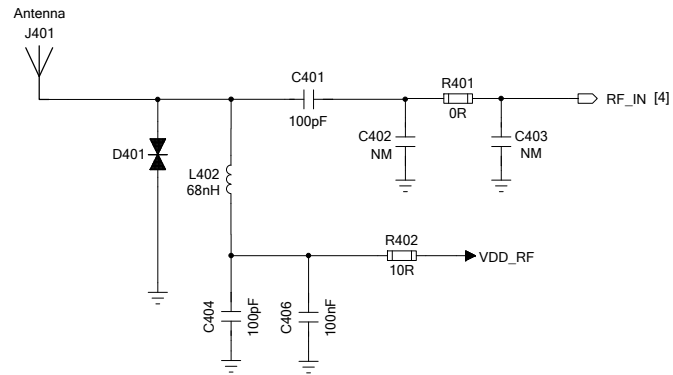 Antenna
J401
C401
100pF
R401
0R
RF_IN [4]
C402
NM
C403
NM
D401
L402
68nH
R402
10R
VDD_RF
C404
100pF
C406
100nF